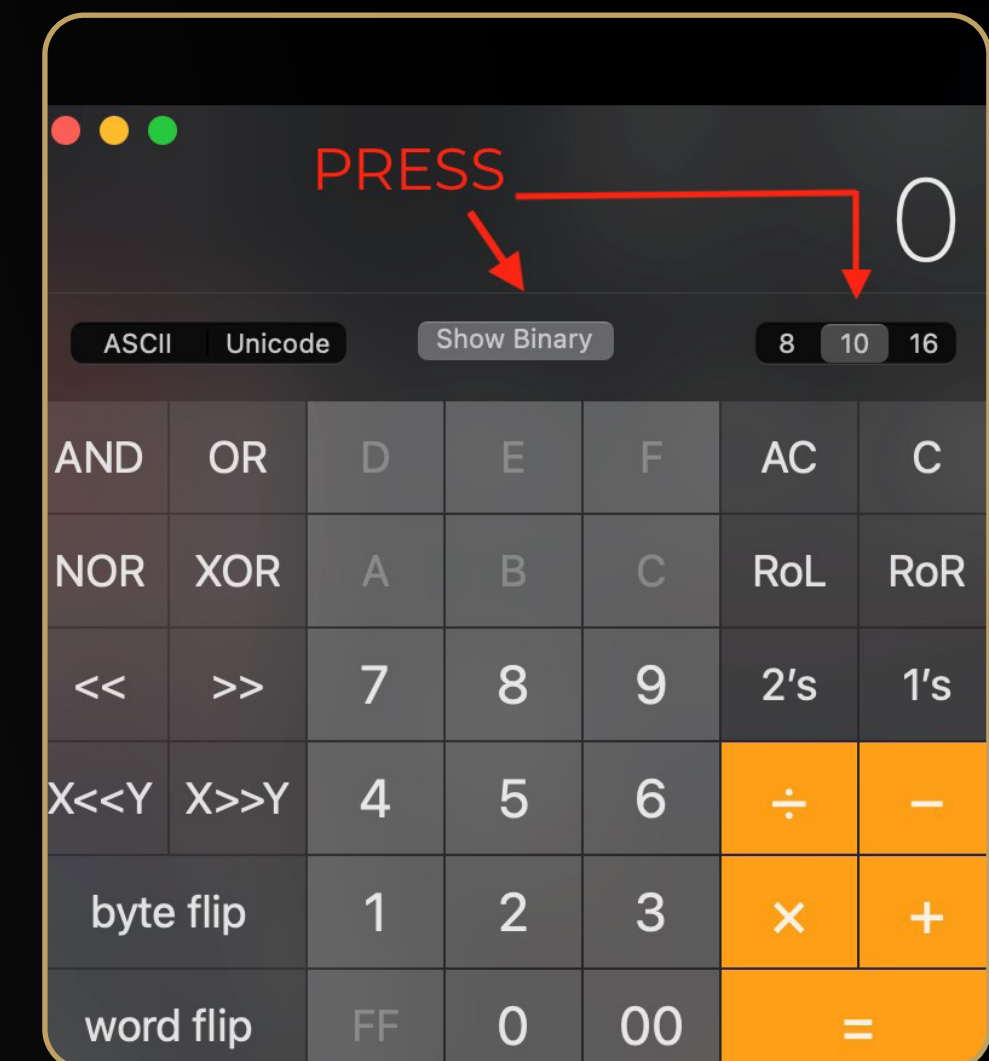 PRESS
0
ASCII Unicode Show Binary 8 10 16
AND OR D E F AC C
NOR XOR A B C RoL RoR
<< >> 7 8 9 2's 1's
X<<Y X>>Y 4 5 6 ÷ −
byte flip 1 2 3 × +
word flip FF 0 00 =